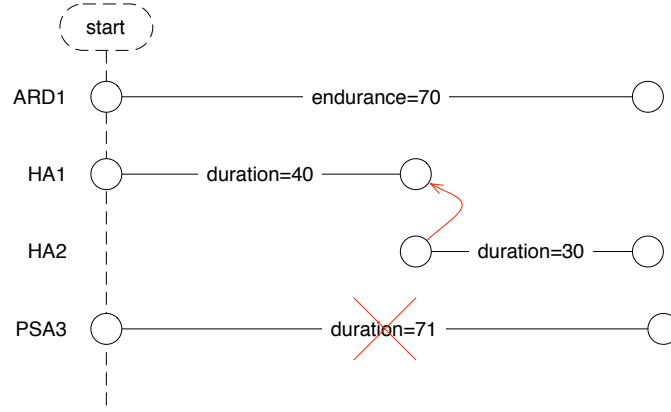 start
ARD1 endurance=70
HA1 duration=40
HA2 duration=30
PSA3 duration=71